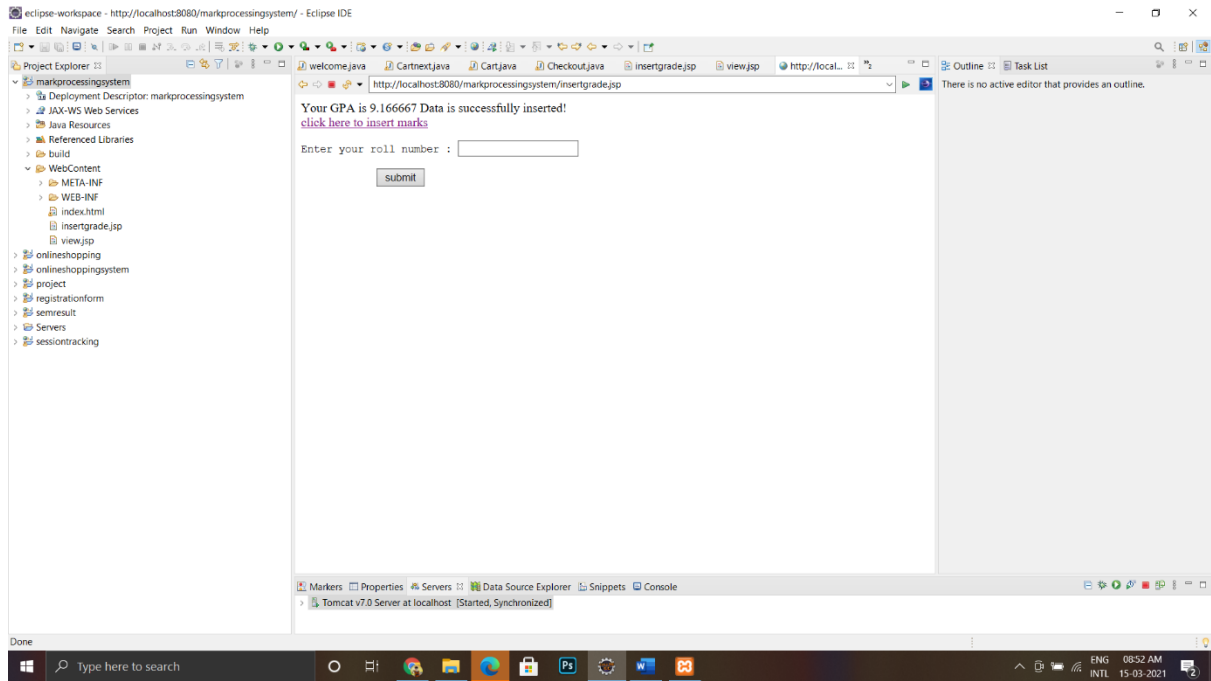 eclipse-workspace - http://localhost:8080/markprocessingsystem/ - Eclipse IDE
File Edit Navigate Search Project Run Window Help
Project Explorer
welcome.java Cartnext.java Cart.java Checkout.java insertgrade.jsp view.jsp http://local... "2
Outline Task List
markprocessingsystem
Deployment Descriptor: markprocessingsystem
JAX-WS Web Services
Java Resources
Referenced Libraries
build
WebContent
META-INF
WEB-INF
index.html
insertgrade.jsp
view.jsp
onlineshopping
onlineshoppingsystem
project
registrationform
semresult
Servers
sessiontracking
http://localhost:8080/markprocessingsystem/insertgrade.jsp
Your GPA is 9.166667 Data is successfully inserted!
click here to insert marks
Enter your roll number :
submit
There is no active editor that provides an outline.
Markers Properties Servers Data Source Explorer Snippets Console
Tomcat v7.0 Server at localhost [Started, Synchronized]
Done
Type here to search
Ps
W
ENG
INTL
08:52 AM
15-03-2021
2